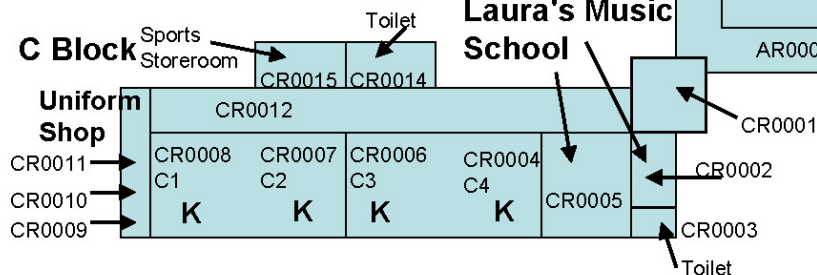 Laura's Music
School
Toilet
C Block
Sports
Storeroom
AR000
CR0015
CR0014
Uniform
Shop
CR0012
CR0001
CR0011
CR0008
C1
CR0007
C2
CR0006
C3
CR0004
C4
CR0002
CR0010
CR0005
K
K
K
K
CR0009
CR0003
Toilet